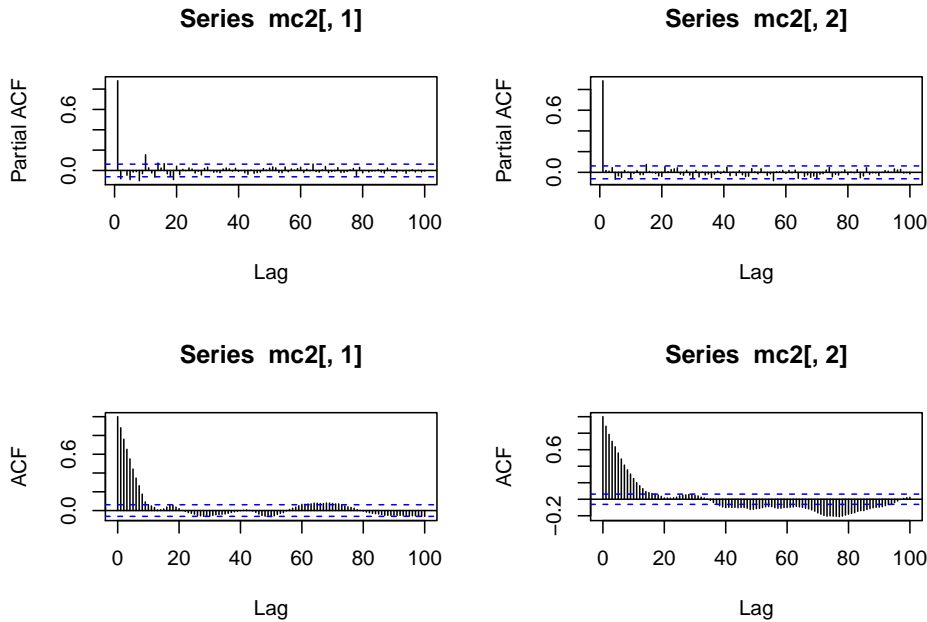 Series mc2[, 1]
Partial ACF
0.0 0.6
0 20 40 60 80 100
Lag
Series mc2[, 2]
Partial ACF
0.0 0.6
0 20 40 60 80 100
Lag
Series mc2[, 1]
ACF
0.0 0.6
0 20 40 60 80 100
Lag
Series mc2[, 2]
ACF
−0.2 0.6
0 20 40 60 80 100
Lag